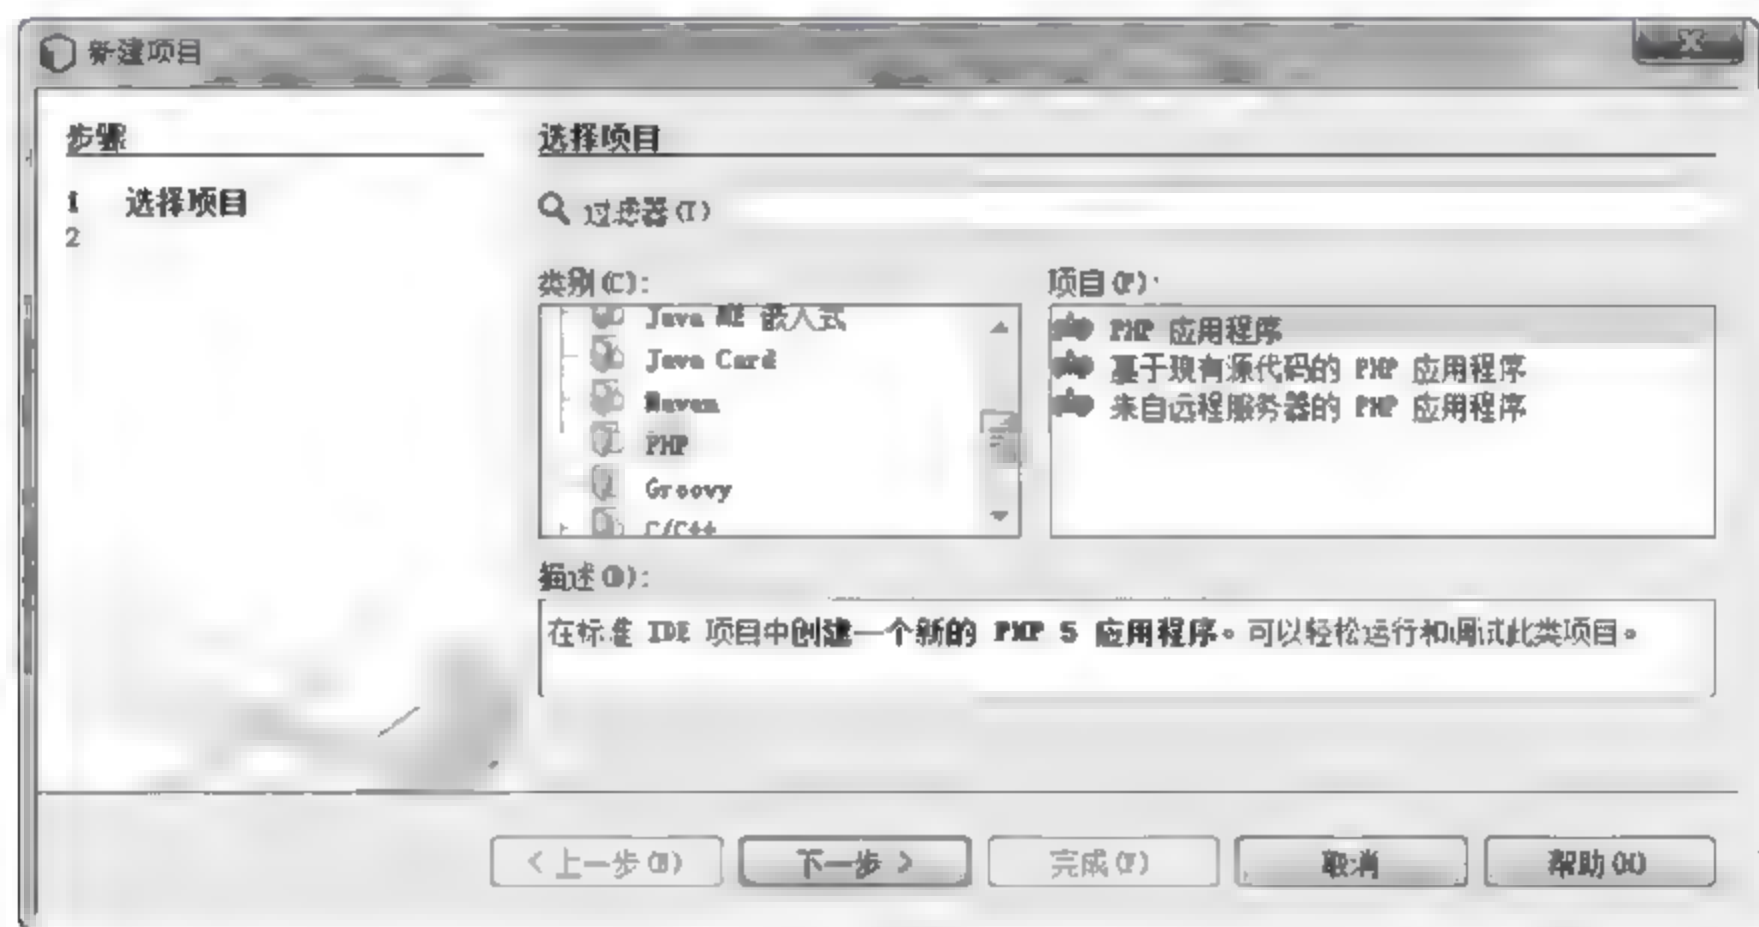 新建项目
步骤
1 选择项目
2
选择项目
过滤器(I)
类别(C):
Java ME 嵌入式
Java Card
Maven
PHP
Groovy
C/C++
项目(P):
PHP 应用程序
基于现有源代码的 PHP 应用程序
来自远程服务器的 PHP 应用程序
描述(D):
在标准 IDE 项目中创建一个新的 PHP 5 应用程序。可以轻松运行和调试此类项目。
< 上一步(B)
下一步 >
完成(F)
取消
帮助(H)